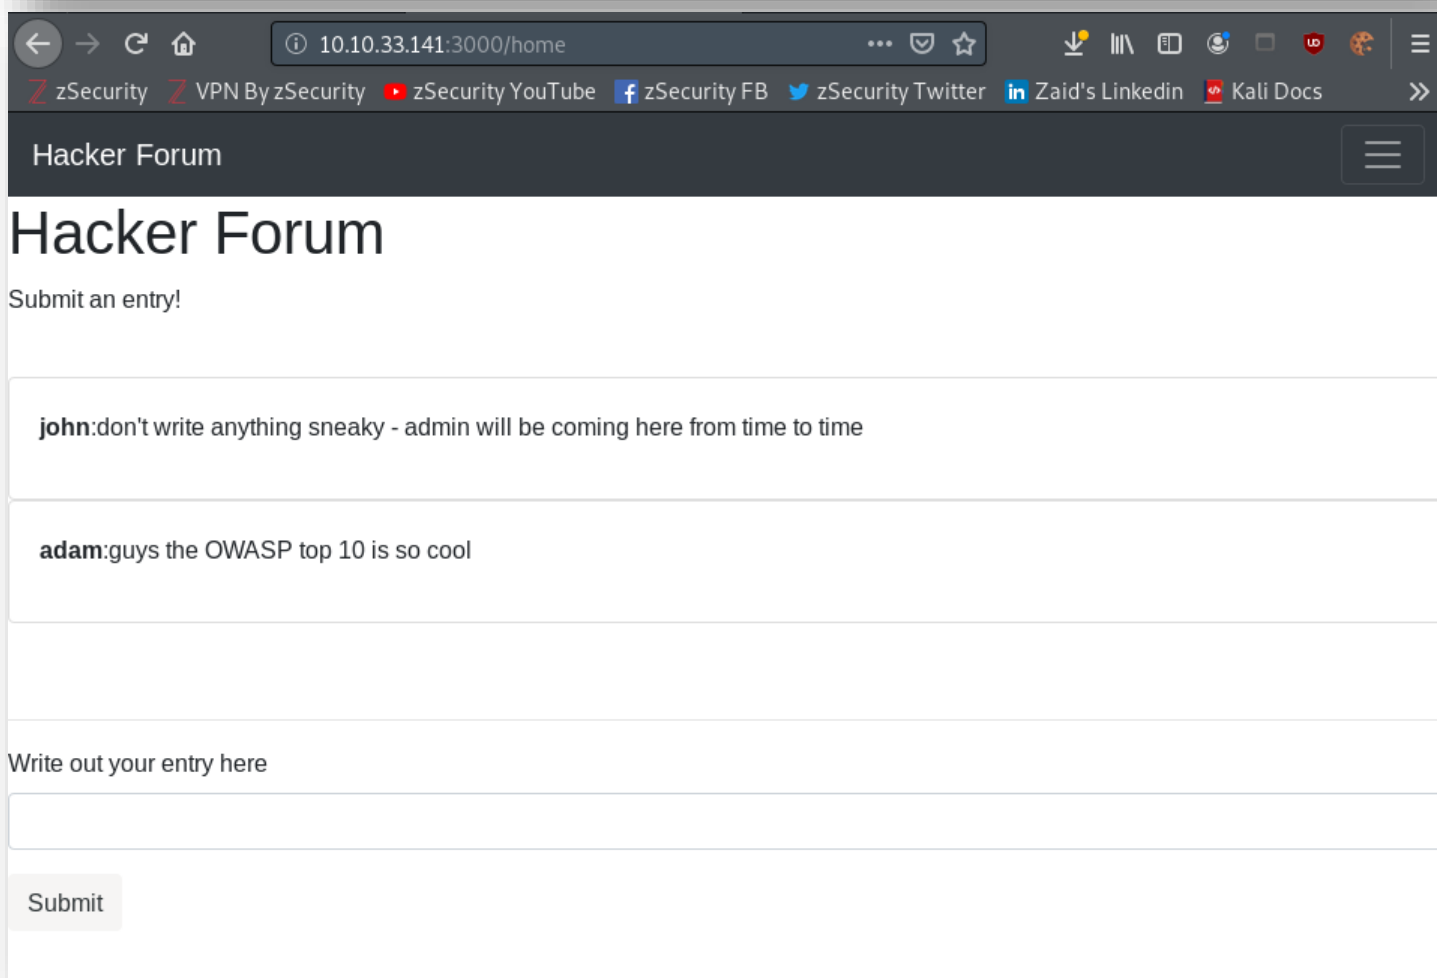 10.10.33.141:3000/home
zSecurity VPN By zSecurity zSecurity YouTube zSecurity FB zSecurity Twitter Zaid's Linkedin Kali Docs
Hacker Forum
Hacker Forum
Submit an entry!
john:don't write anything sneaky - admin will be coming here from time to time
adam:guys the OWASP top 10 is so cool
Write out your entry here
Submit